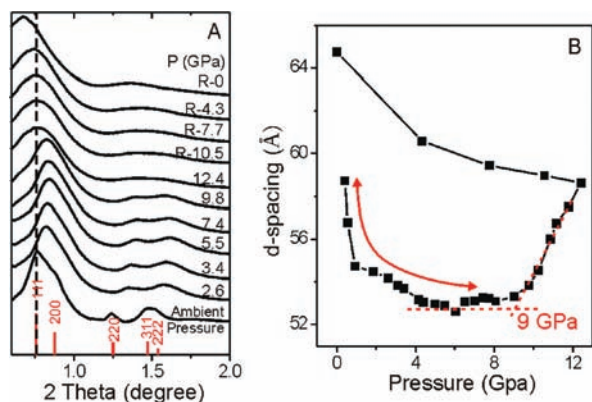 A
P (GPa)
R-0
R-4.3
R-7.7
R-10.5
12.4
9.8
7.4
5.5
3.4
2.6
Ambient
Pressure
111
200
220
311
222
1.0
1.5
2.0
2 Theta (degree)
B
64
60
56
52
d-spacing (Å)
9 GPa
0
4
8
12
Pressure (Gpa)